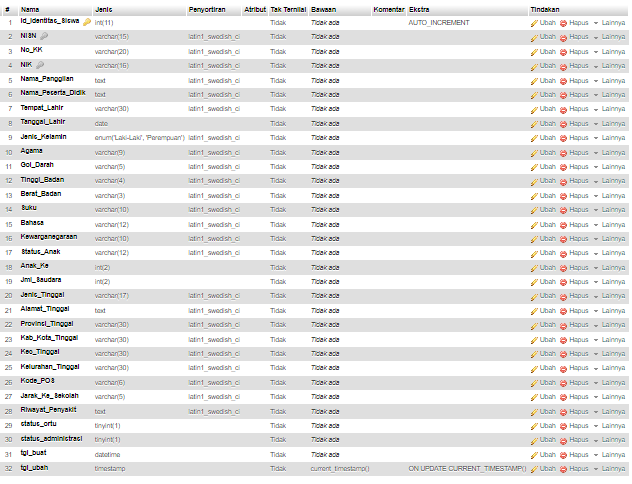 # Nama Jenis Penyortiran Atribut Tak Ternilai Bawaan Komentar Ekstra Tindakan
1 id_Identitas_Siswa int(11) Tidak Tidak ada AUTO_INCREMENT Ubah Hapus Lainnya
2 NISN varchar(15) latin1_swedish_ci Tidak Tidak ada Ubah Hapus Lainnya
3 No_KK varchar(20) latin1_swedish_ci Tidak Tidak ada Ubah Hapus Lainnya
4 NIK varchar(16) latin1_swedish_ci Tidak Tidak ada Ubah Hapus Lainnya
5 Nama_Panggilan text latin1_swedish_ci Tidak Tidak ada Ubah Hapus Lainnya
6 Nama_Peserta_Didik text latin1_swedish_ci Tidak Tidak ada Ubah Hapus Lainnya
7 Tempat_Lahir varchar(30) latin1_swedish_ci Tidak Tidak ada Ubah Hapus Lainnya
8 Tanggal_Lahir date Tidak Tidak ada Ubah Hapus Lainnya
9 Jenis_Kelamin enum('Laki-Laki', 'Perempuan') latin1_swedish_ci Tidak Tidak ada Ubah Hapus Lainnya
10 Agama varchar(9) latin1_swedish_ci Tidak Tidak ada Ubah Hapus Lainnya
11 Gol_Darah varchar(5) latin1_swedish_ci Tidak Tidak ada Ubah Hapus Lainnya
12 Tinggi_Badan varchar(4) latin1_swedish_ci Tidak Tidak ada Ubah Hapus Lainnya
13 Berat_Badan varchar(3) latin1_swedish_ci Tidak Tidak ada Ubah Hapus Lainnya
14 Suku varchar(10) latin1_swedish_ci Tidak Tidak ada Ubah Hapus Lainnya
15 Bahasa varchar(12) latin1_swedish_ci Tidak Tidak ada Ubah Hapus Lainnya
16 Kewarganegaraan varchar(10) latin1_swedish_ci Tidak Tidak ada Ubah Hapus Lainnya
17 Status_Anak varchar(12) latin1_swedish_ci Tidak Tidak ada Ubah Hapus Lainnya
18 Anak_Ke int(2) Tidak Tidak ada Ubah Hapus Lainnya
19 Jml_Saudara int(2) Tidak Tidak ada Ubah Hapus Lainnya
20 Jenis_Tinggal varchar(17) latin1_swedish_ci Tidak Tidak ada Ubah Hapus Lainnya
21 Alamat_Tinggal text latin1_swedish_ci Tidak Tidak ada Ubah Hapus Lainnya
22 Provinsi_Tinggal varchar(30) latin1_swedish_ci Tidak Tidak ada Ubah Hapus Lainnya
23 Kab_Kota_Tinggal varchar(30) latin1_swedish_ci Tidak Tidak ada Ubah Hapus Lainnya
24 Kec_Tinggal varchar(30) latin1_swedish_ci Tidak Tidak ada Ubah Hapus Lainnya
25 Kelurahan_Tinggal varchar(30) latin1_swedish_ci Tidak Tidak ada Ubah Hapus Lainnya
26 Kode_POS varchar(6) latin1_swedish_ci Tidak Tidak ada Ubah Hapus Lainnya
27 Jarak_Ke_Sekolah varchar(5) latin1_swedish_ci Tidak Tidak ada Ubah Hapus Lainnya
28 Riwayat_Penyakit text latin1_swedish_ci Tidak Tidak ada Ubah Hapus Lainnya
29 status_ortu tinyint(1) Tidak Tidak ada Ubah Hapus Lainnya
30 status_administrasi tinyint(1) Tidak Tidak ada Ubah Hapus Lainnya
31 tgl_buat datetime Tidak Tidak ada Ubah Hapus Lainnya
32 tgl_ubah timestamp Tidak current_timestamp() ON UPDATE CURRENT_TIMESTAMP() Ubah Hapus Lainnya